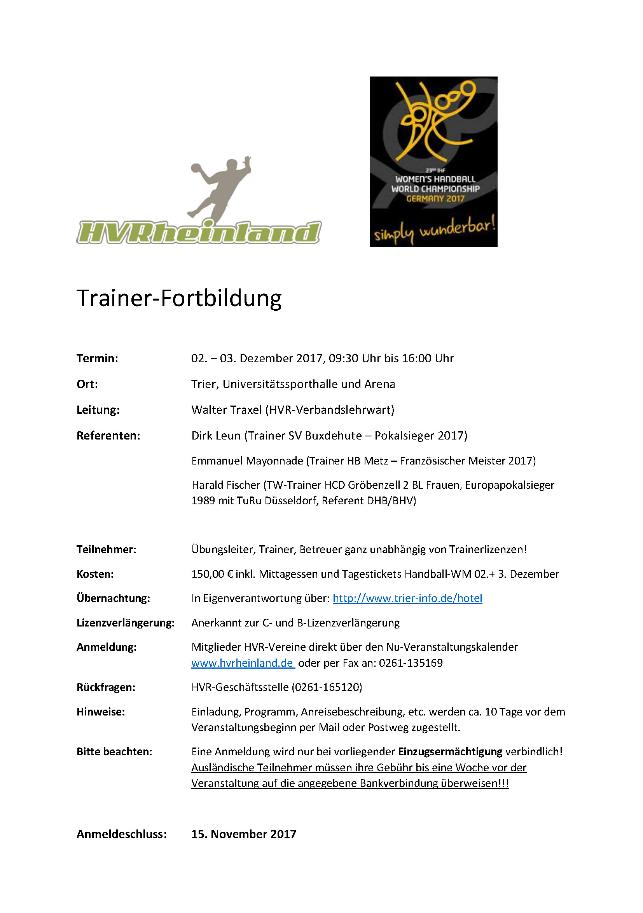 23RD IHF
WOMEN'S HANDBALL
WORLD CHAMPIONSHIP
GERMANY 2017
simply wunderbar!
HVRheinland
Trainer-Fortbildung
Termin: 02. – 03. Dezember 2017, 09:30 Uhr bis 16:00 Uhr
Ort: Trier, Universitätssporthalle und Arena
Leitung: Walter Traxel (HVR-Verbandslehrwart)
Referenten: Dirk Leun (Trainer SV Buxdehute – Pokalsieger 2017)
Emmanuel Mayonnade (Trainer HB Metz – Französischer Meister 2017)
Harald Fischer (TW-Trainer HCD Gröbenzell 2 BL Frauen, Europapokalsieger
1989 mit TuRu Düsseldorf, Referent DHB/BHV)
Teilnehmer: Übungsleiter, Trainer, Betreuer ganz unabhängig von Trainerlizenzen!
Kosten: 150,00 € inkl. Mittagessen und Tagestickets Handball-WM 02.+ 3. Dezember
Übernachtung: In Eigenverantwortung über: http://www.trier-info.de/hotel
Lizenzverlängerung: Anerkannt zur C- und B-Lizenzverlängerung
Anmeldung: Mitglieder HVR-Vereine direkt über den Nu-Veranstaltungskalender
www.hvrheinland.de oder per Fax an: 0261-135169
Rückfragen: HVR-Geschäftsstelle (0261-165120)
Hinweise: Einladung, Programm, Anreisebeschreibung, etc. werden ca. 10 Tage vor dem
Veranstaltungsbeginn per Mail oder Postweg zugestellt.
Bitte beachten: Eine Anmeldung wird nur bei vorliegender Einzugsermächtigung verbindlich!
Ausländische Teilnehmer müssen ihre Gebühr bis eine Woche vor der
Veranstaltung auf die angegebene Bankverbindung überweisen!!!
Anmeldeschluss: 15. November 2017